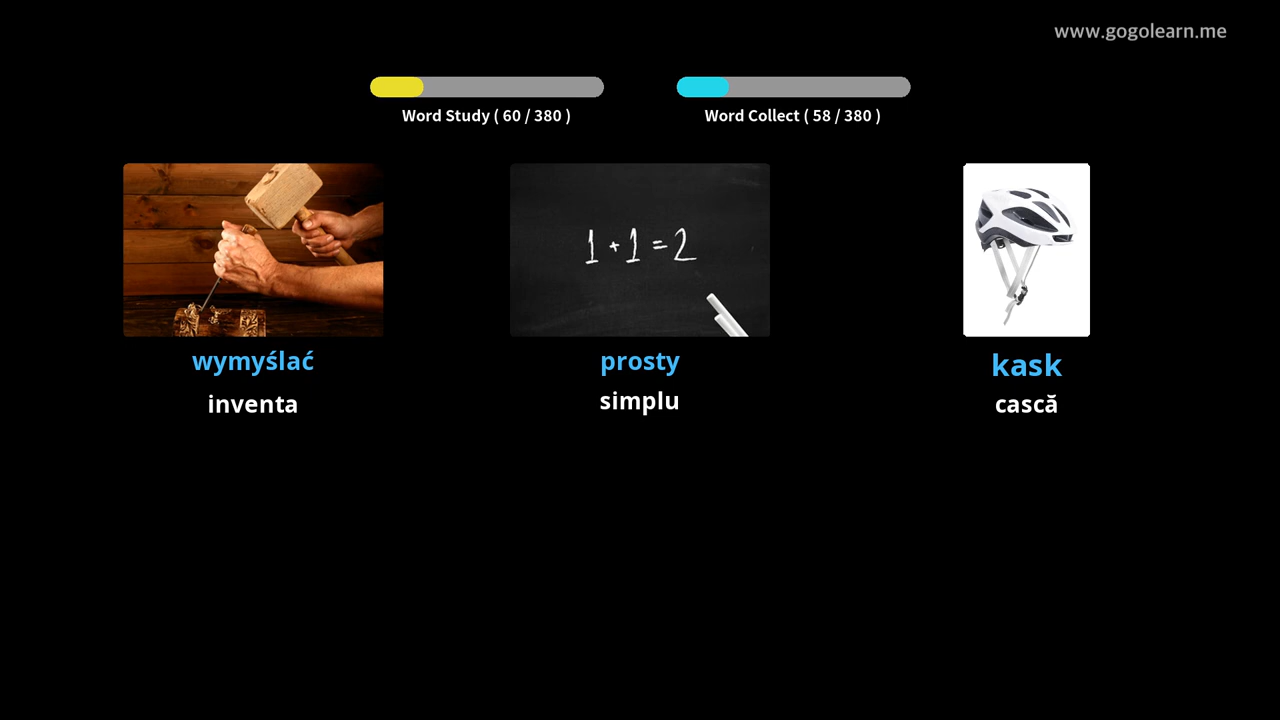 www.gogolearn.me
Word Study ( 60 / 380 )
Word Collect ( 58 / 380 )
1 + 1 = 2
wymyślać
inventa
prosty
simplu
kask
cască